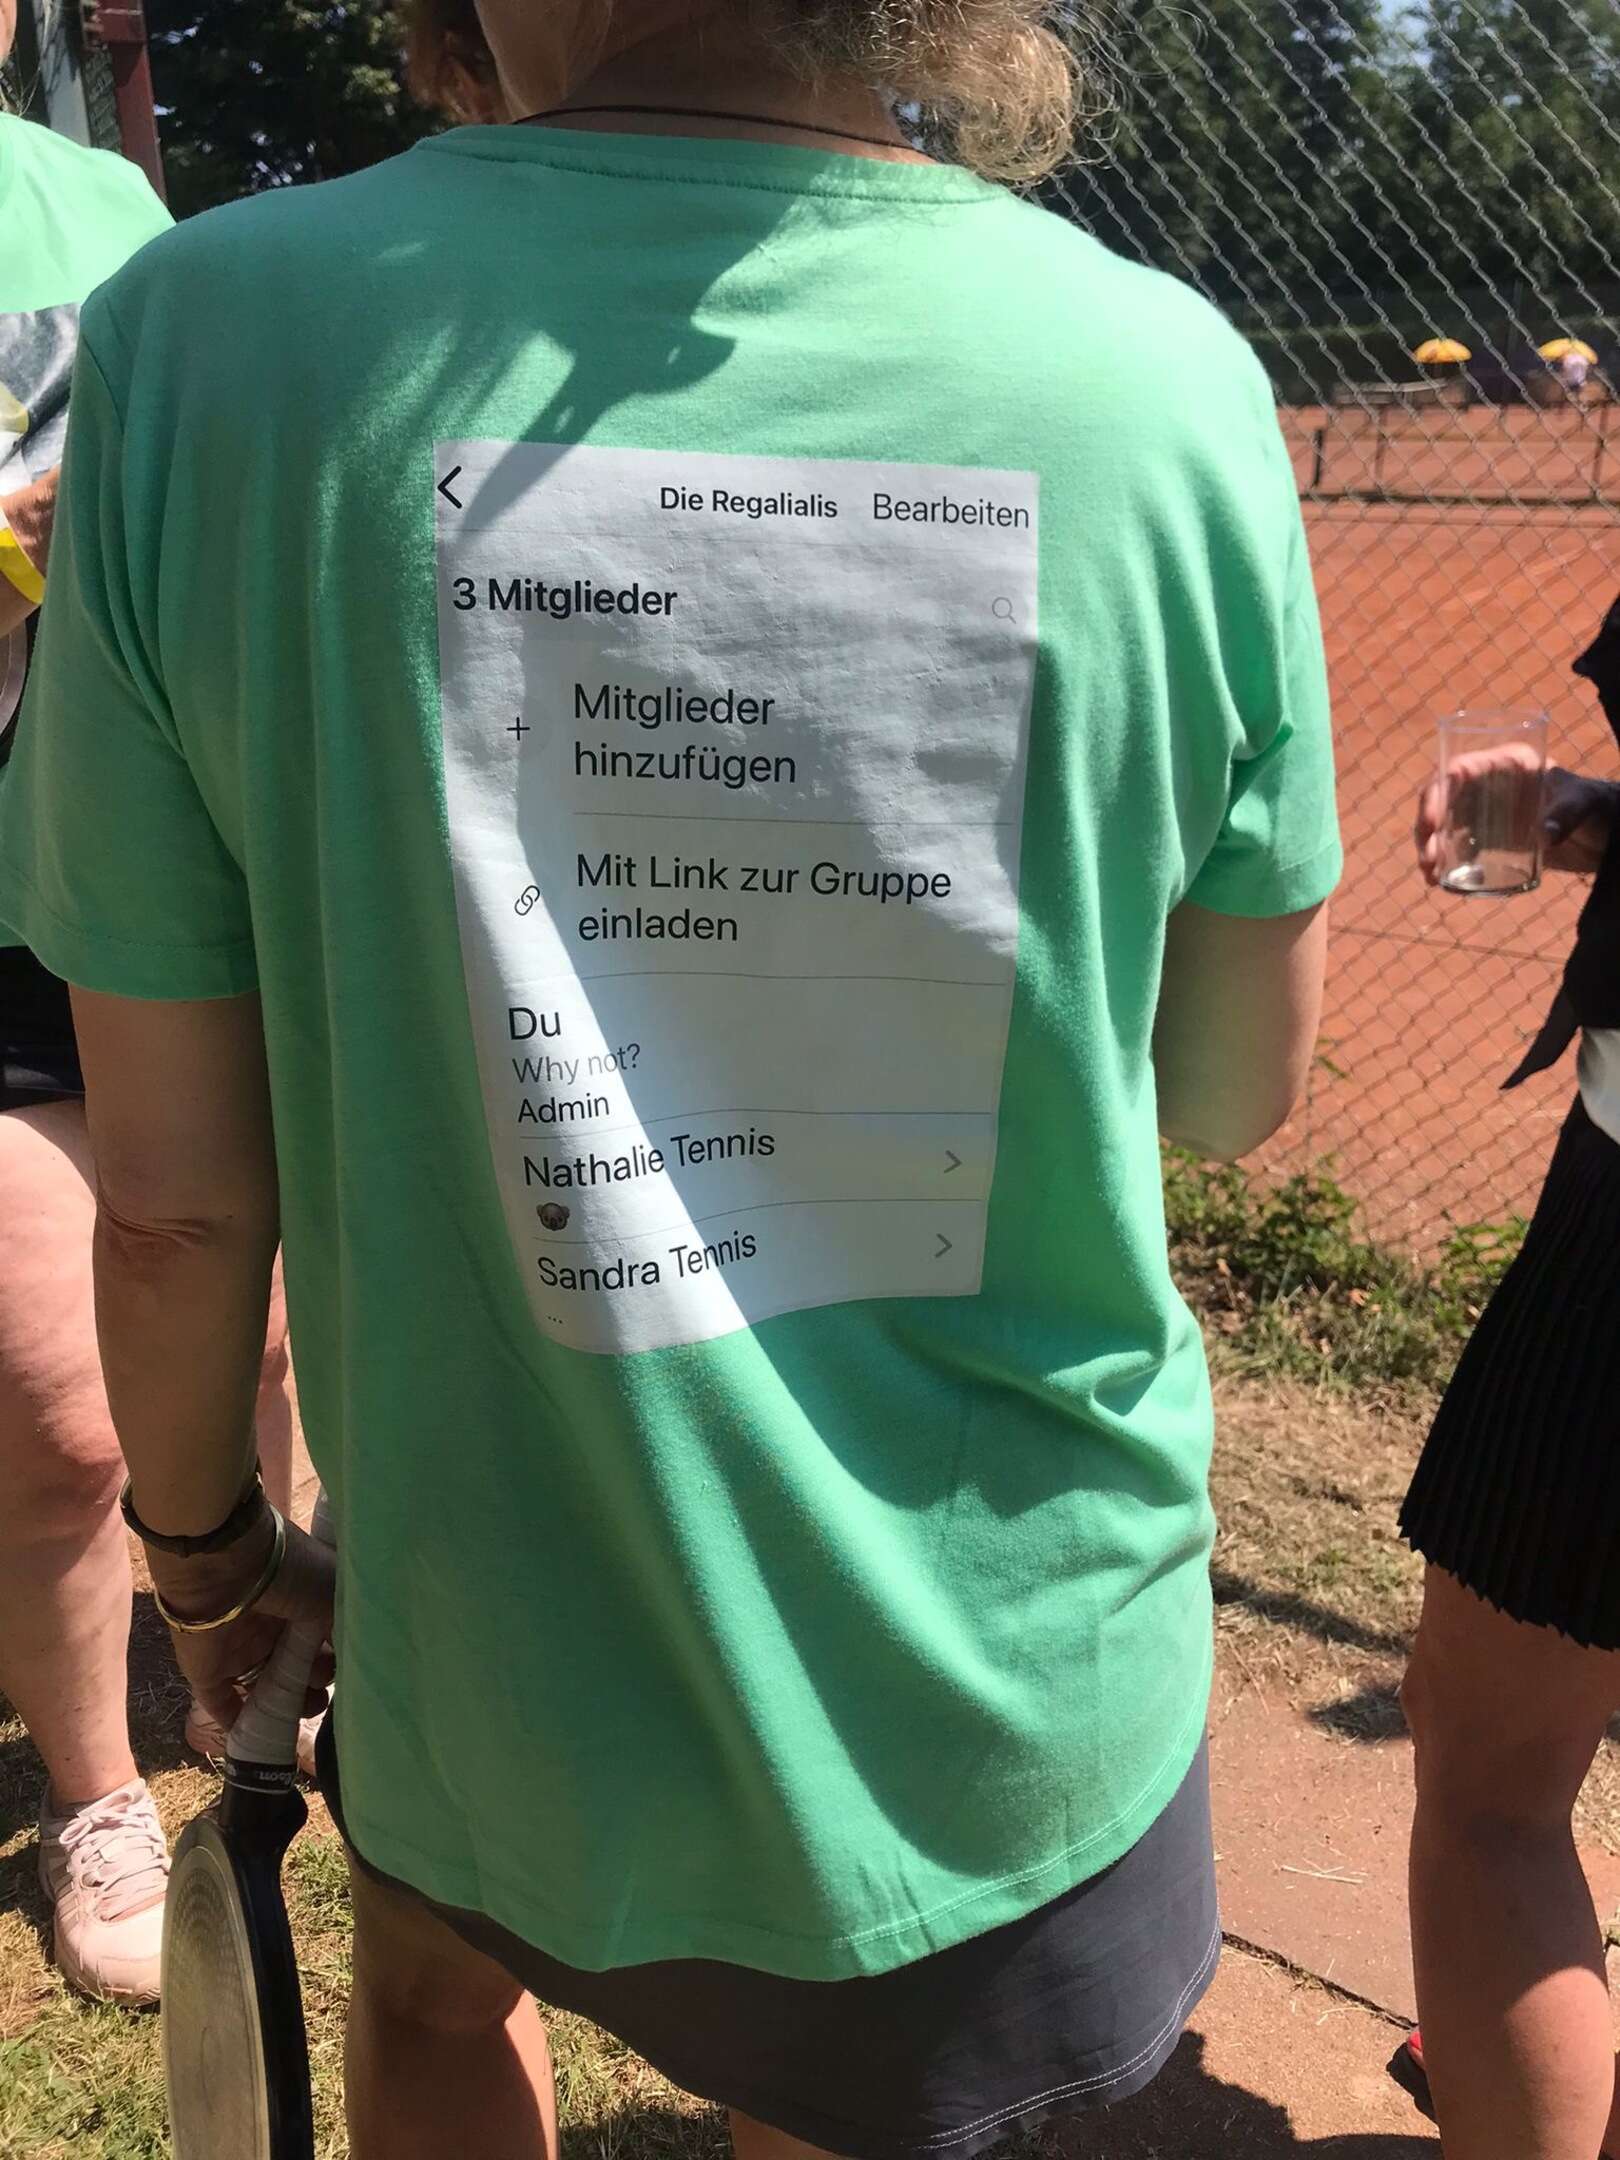 Die Regalialis Bearbeiten
3 Mitglieder
+ Mitglieder
hinzufügen
Mit Link zur Gruppe
einladen
Du
Why not?
Admin
Nathalie Tennis
🐨
Sandra Tennis
...
Wilson